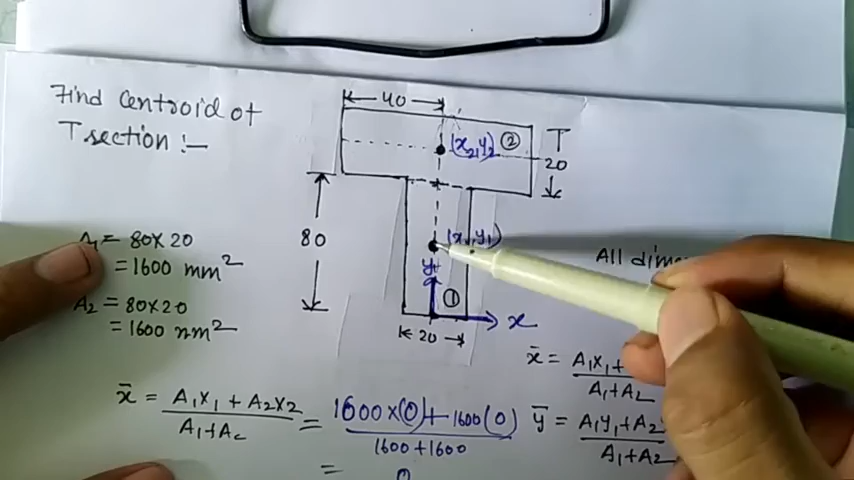 Find Centroid of
T section :-
40
(x2, y2) ②
20
80
y1)
A1 = 80×20
= 1600 mm²
A2 = 80×20
= 1600 mm²
All dime
y
①
x
20
x̄ = A1x1 + A2x2 / A1+A2 = 1600×(0)+1600(0) / 1600+1600
= 0
x̄ = A1x1+ / A1+A2
ȳ = A1y1+A2 / A1+A2